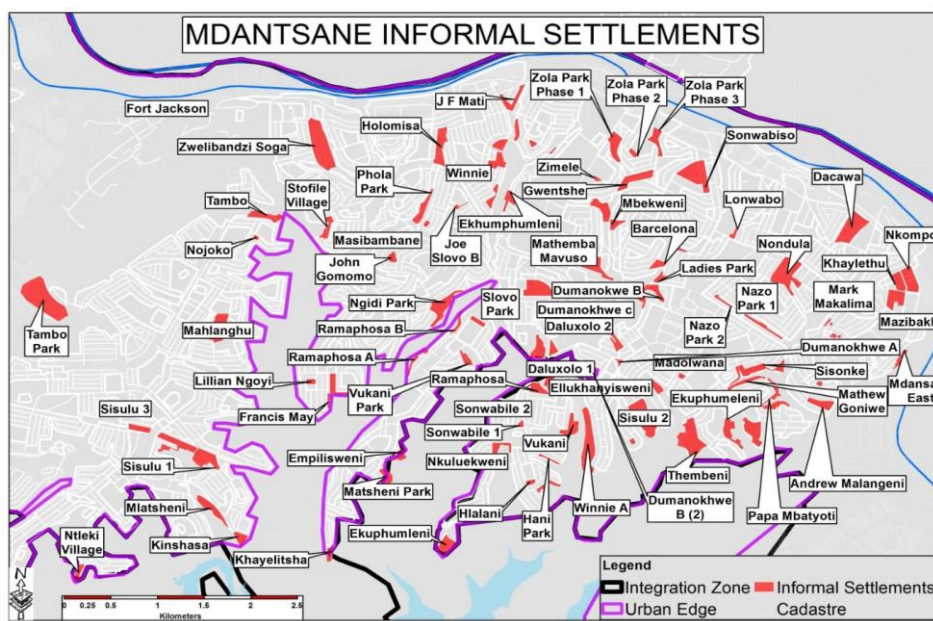 MDANTSANE INFORMAL SETTLEMENTS
Fort Jackson
J F Mati
Zola Park
Phase 1
Zola Park
Phase 2
Zola Park
Phase 3
Zwelibandzi Soga
Holomisa
Winnie
Zimele
Sonwabiso
Gwentshe
Dacawa
Phola
Park
Stofile
Village
Tambo
Mbekweni
Lonwabo
Ekhumphumleni
Masibambane
Joe
Slovo B
Mathemba
Mavuso
Barcelona
Nondula
Nkompo
Nojoko
John
Gomomo
Ladies Park
Khaylethu
Dumanokwe B
Ngidi Park
Slovo
Park
Nazo
Park 1
Mark
Makalima
Dumanokhwe c
Mazibakh
Ramaphosa B
Daluxolo 2
Nazo
Park 2
Tambo
Park
Mahlanghu
Dumanokhwe A
Ramaphosa A
Madolwana
Daluxolo 1
Sisonke
Lillian Ngoyi
Vukani
Park
Ramaphosa
Ellukhanyisweni
Mdansa
East
Ekuphumeleni
Mathew
Goniwe
Francis May
Sonwabile 2
Sisulu 2
Sisulu 3
Sonwabile 1
Vukani
Empilisweni
Nkuluekweni
Sisulu 1
Thembeni
Matsheni Park
Andrew Malangeni
Mlatsheni
Hlalani
Hani
Park
Winnie A
Dumanokhwe
B (2)
Papa Mbatyoti
Ntleki
Village
Kinshasa
Ekuphumleni
Khayelitsha
N
0 0.25 0.5 1 1.5 2 2.5
Kilometers
Legend
Integration Zone
Informal Settlements
Urban Edge
Cadastre